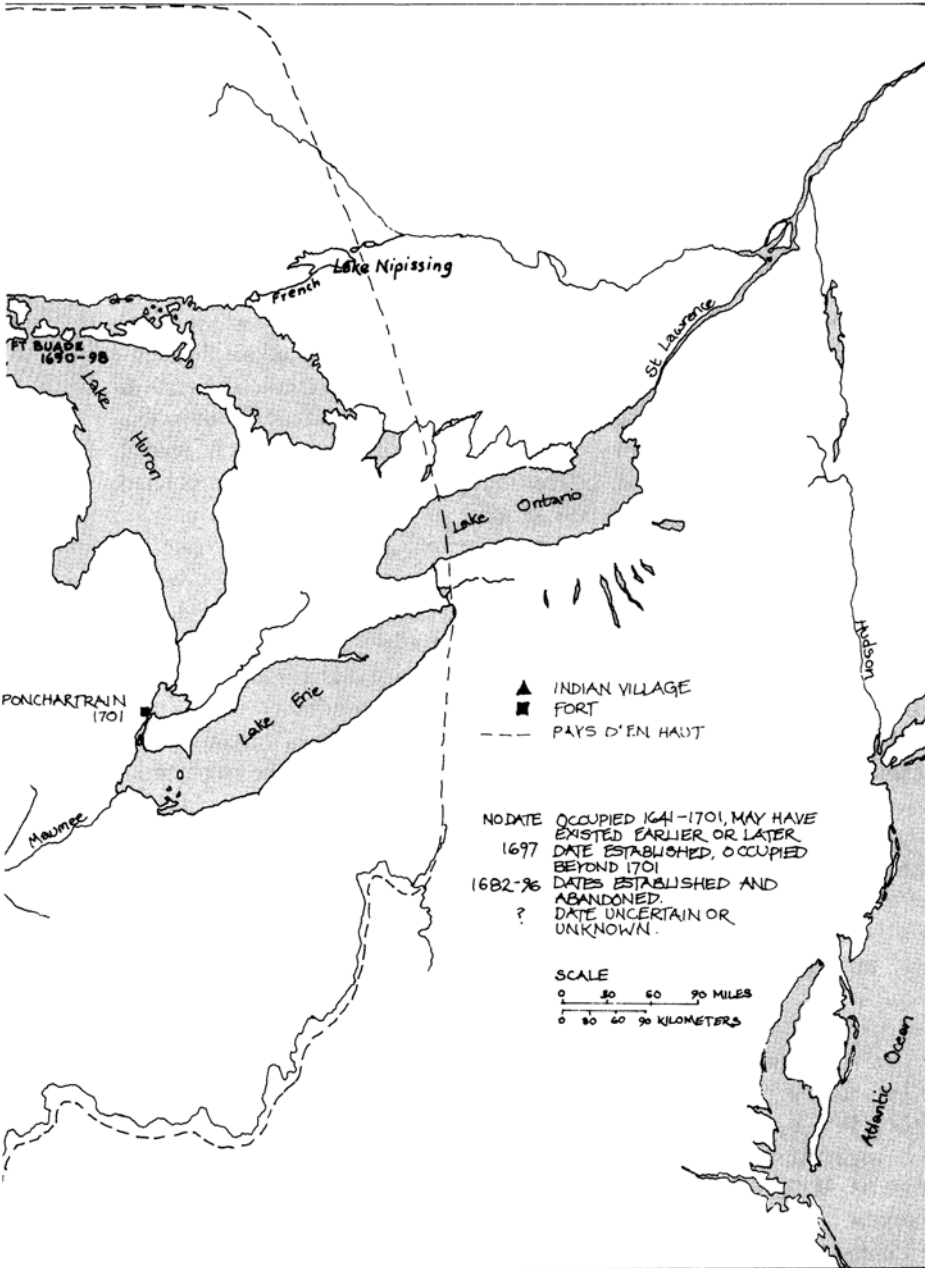 Lake Nipissing
French
FT BUADE
1690-98
Lake
Huron
St Lawrence
Lake Ontario
Hudson
PONCHARTRAIN
1701
Lake Erie
Maumee
INDIAN VILLAGE
FORT
PAYS D'EN HAUT
NO DATE OCCUPIED 1641-1701, MAY HAVE
EXISTED EARLIER OR LATER
1697 DATE ESTABLISHED, OCCUPIED
BEYOND 1701
1682-96 DATES ESTABLISHED AND
ABANDONED.
? DATE UNCERTAIN OR
UNKNOWN.
SCALE
0 30 60 90 MILES
0 30 60 90 KILOMETERS
Atlantic Ocean